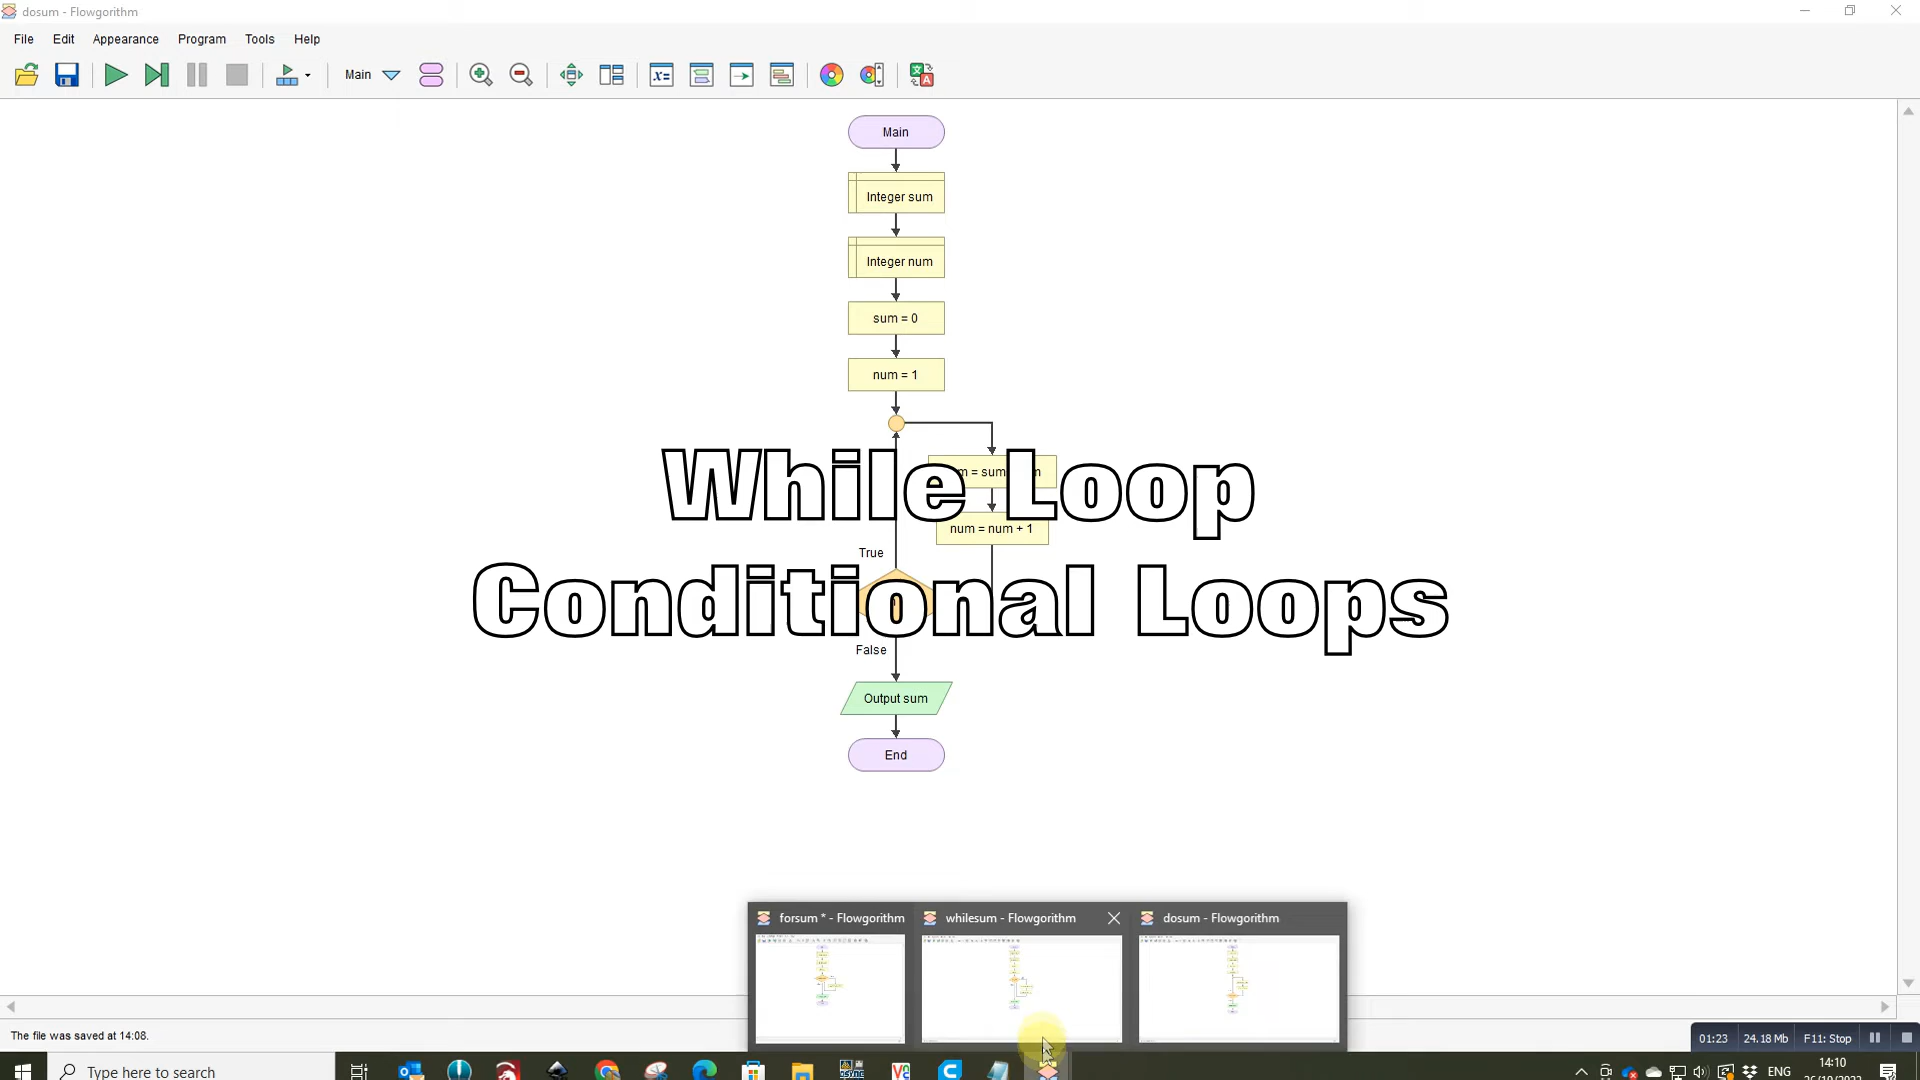 dosum - Flowgorithm
File Edit Appearance Program Tools Help
Main
Main
Integer sum
Integer num
sum = 0
num = 1
While Loop
= sum
num = num + 1
True
Conditional Loops
False
Output sum
End
forsum * - Flowgorithm
whilesum - Flowgorithm
dosum - Flowgorithm
The file was saved at 14:08.
01:23 24.18 Mb F11: Stop
Type here to search
ENG
14:10